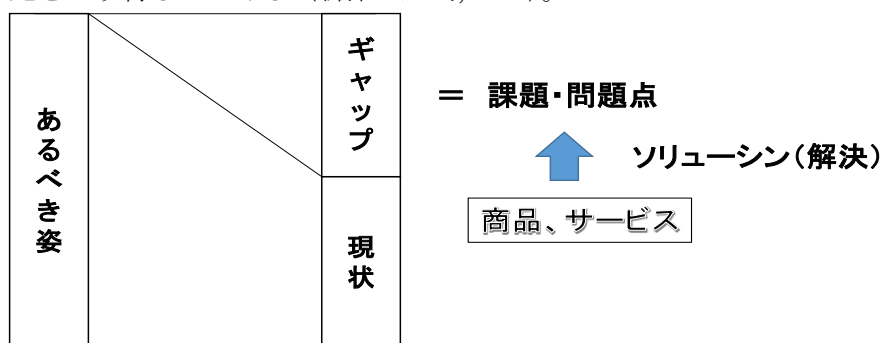 あるべき姿
ギャップ
現状
＝ 課題・問題点
ソリューシン（解決）
商品、サービス